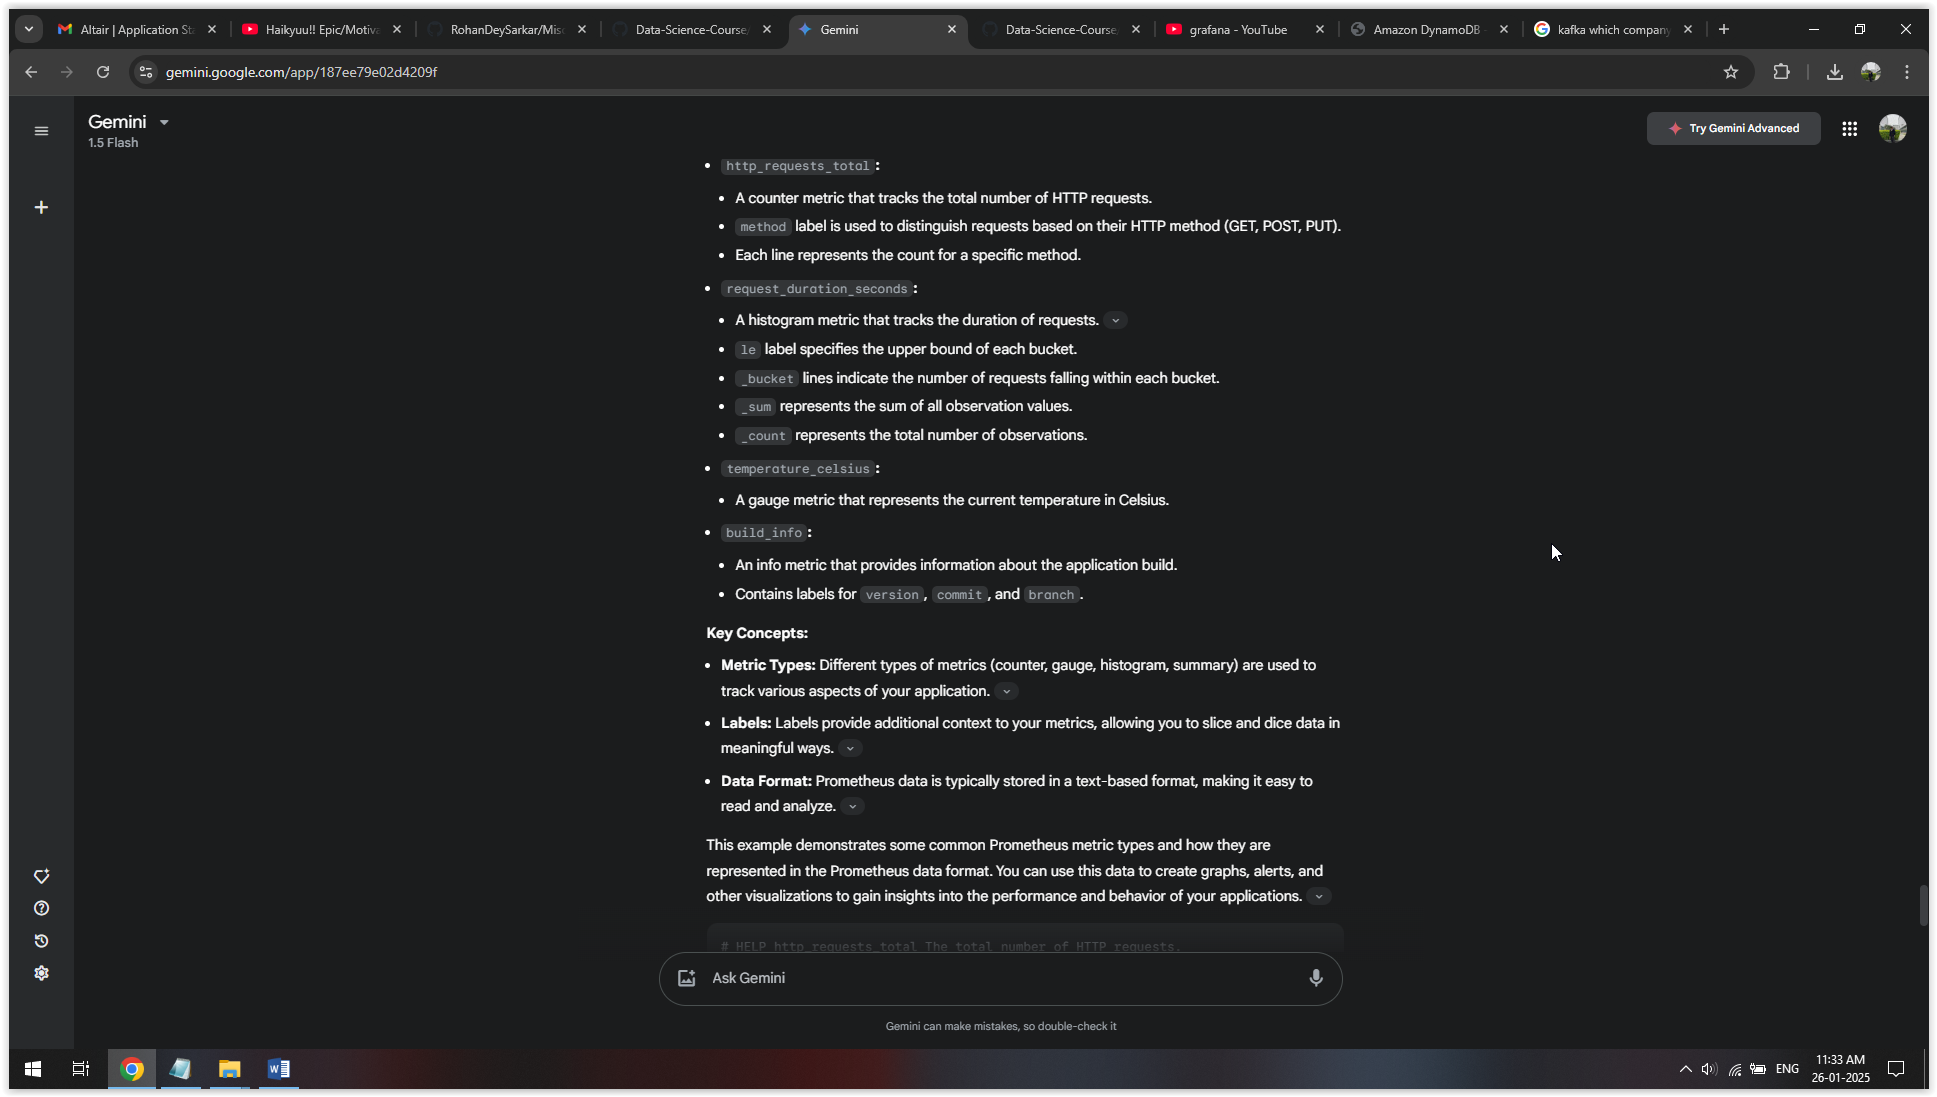 Altair | Application Sta
Haikyuu!! Epic/Motiva
RohanDeySarkar/Misc
Data-Science-Course/
Gemini
Data-Science-Course/
grafana - YouTube
Amazon DynamoDB -
kafka which company
gemini.google.com/app/187ee79e02d4209f
Gemini
1.5 Flash
Try Gemini Advanced
• http_requests_total:
• A counter metric that tracks the total number of HTTP requests.
• method label is used to distinguish requests based on their HTTP method (GET, POST, PUT).
• Each line represents the count for a specific method.
• request_duration_seconds:
• A histogram metric that tracks the duration of requests.
• le label specifies the upper bound of each bucket.
• _bucket lines indicate the number of requests falling within each bucket.
• _sum represents the sum of all observation values.
• _count represents the total number of observations.
• temperature_celsius:
• A gauge metric that represents the current temperature in Celsius.
• build_info:
• An info metric that provides information about the application build.
• Contains labels for version, commit, and branch.
Key Concepts:
• Metric Types: Different types of metrics (counter, gauge, histogram, summary) are used to
track various aspects of your application.
• Labels: Labels provide additional context to your metrics, allowing you to slice and dice data in
meaningful ways.
• Data Format: Prometheus data is typically stored in a text-based format, making it easy to
read and analyze.
This example demonstrates some common Prometheus metric types and how they are
represented in the Prometheus data format. You can use this data to create graphs, alerts, and
other visualizations to gain insights into the performance and behavior of your applications.
# HELP http_requests_total The total number of HTTP requests.
Ask Gemini
Gemini can make mistakes, so double-check it
ENG
11:33 AM
26-01-2025